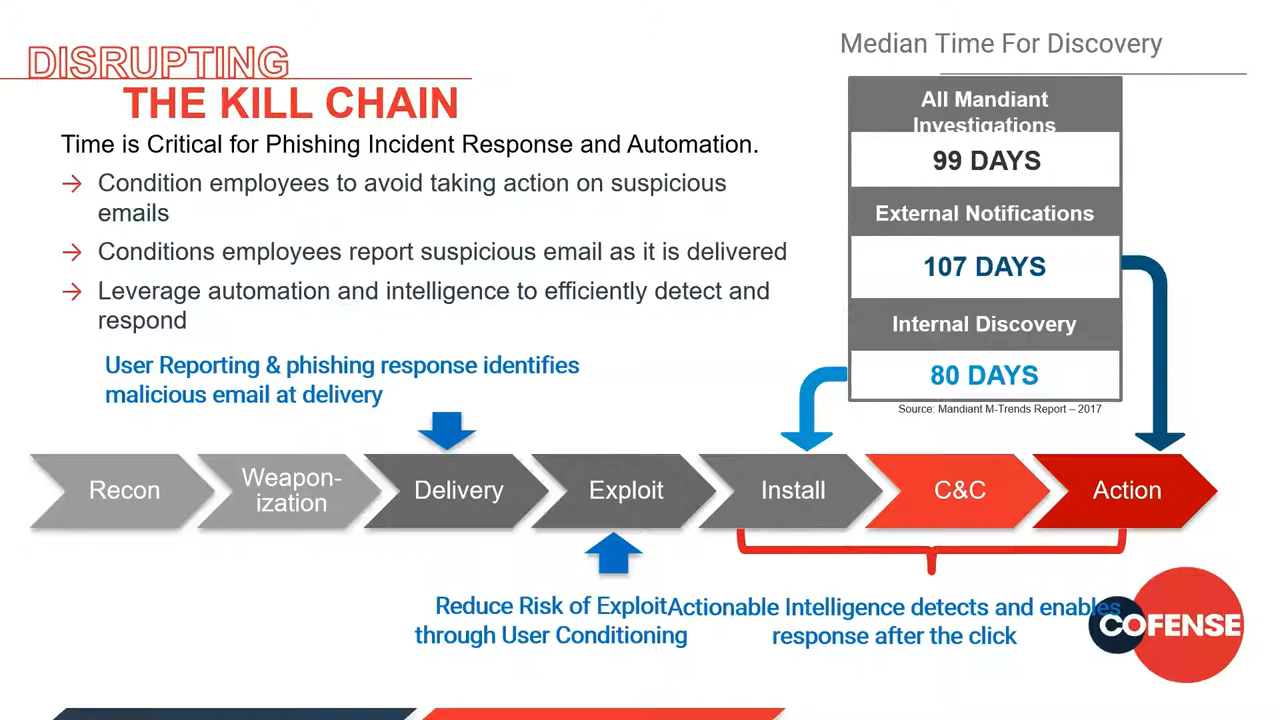 DISRUPTING
THE KILL CHAIN
Time is Critical for Phishing Incident Response and Automation.
→ Condition employees to avoid taking action on suspicious
emails
→ Conditions employees report suspicious email as it is delivered
→ Leverage automation and intelligence to efficiently detect and
respond
Median Time For Discovery
All Mandiant
Investigations
99 DAYS
External Notifications
107 DAYS
Internal Discovery
80 DAYS
Source: Mandiant M-Trends Report – 2017
User Reporting & phishing response identifies
malicious email at delivery
Recon
Weapon-
ization
Delivery
Exploit
Install
C&C
Action
Reduce Risk of Exploit
through User Conditioning
Actionable Intelligence detects and enables
response after the click
COFENSE